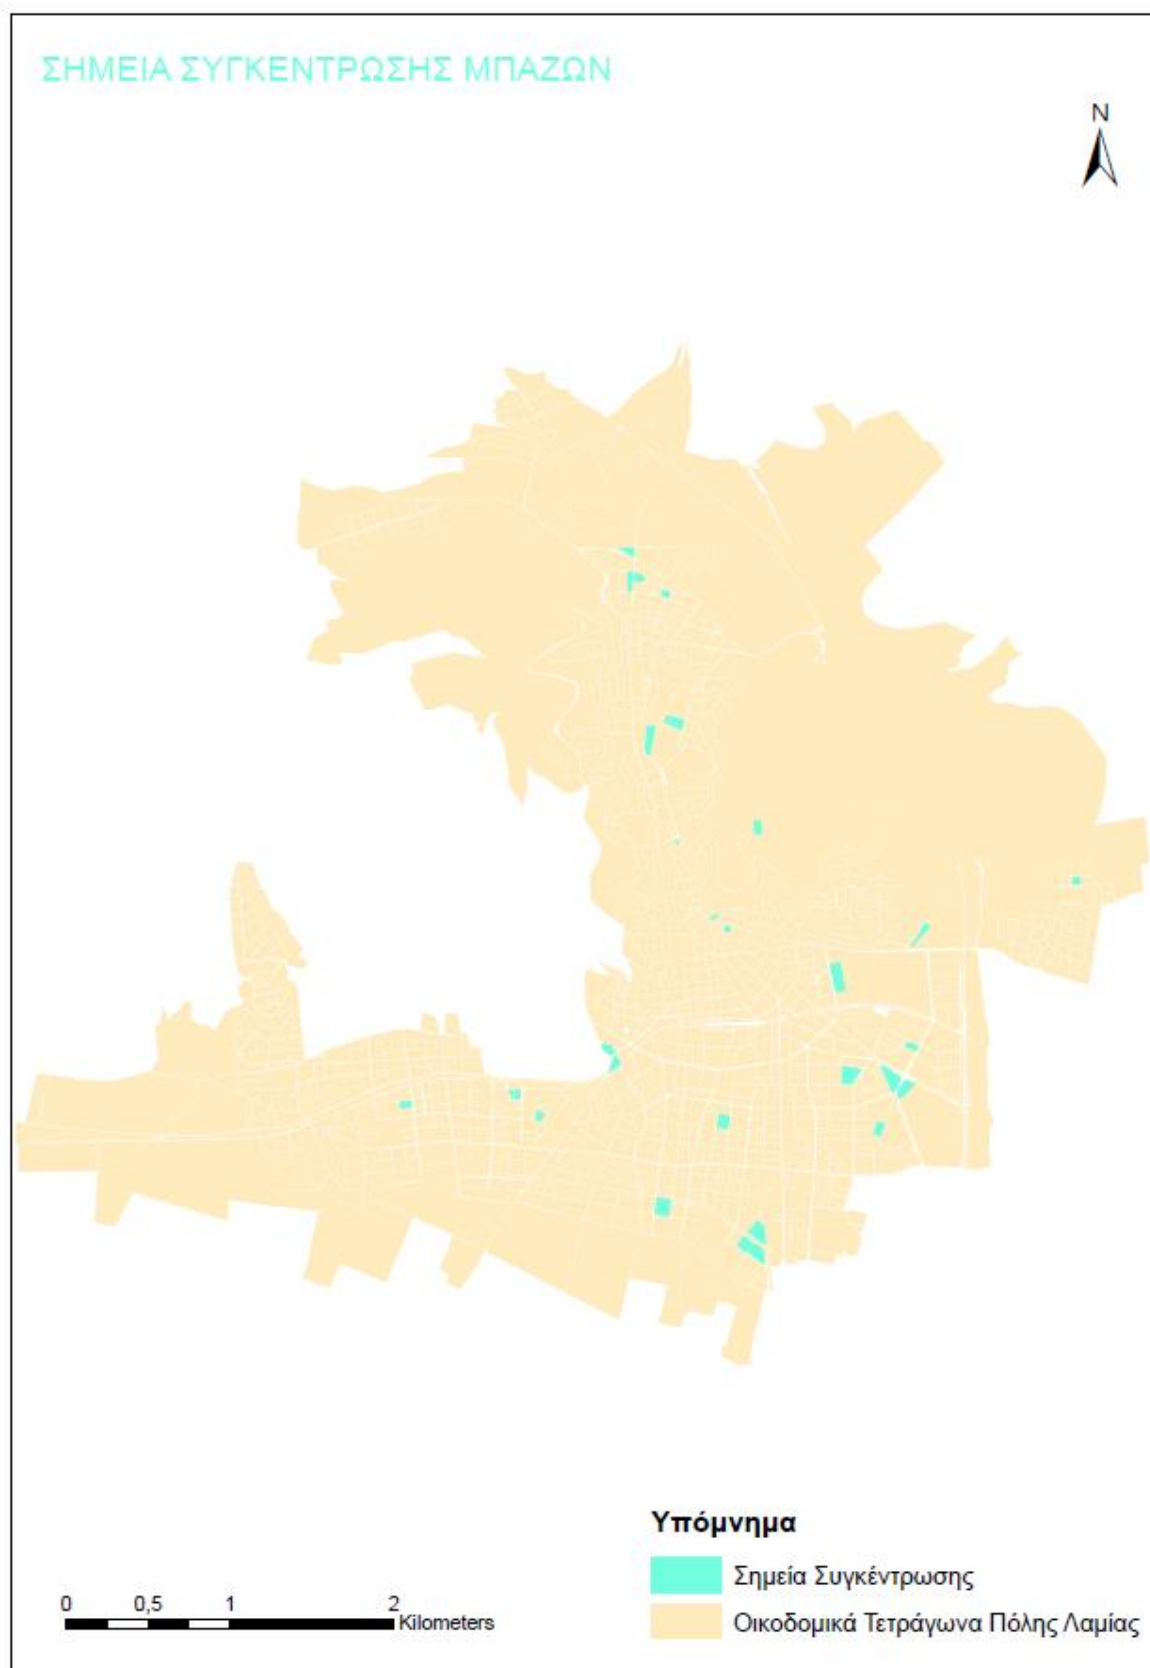 ΣΗΜΕΙΑ ΣΥΓΚΕΝΤΡΩΣΗΣ ΜΠΑΖΩΝ
N
Υπόμνημα
Σημεία Συγκέντρωσης
Οικοδομικά Τετράγωνα Πόλης Λαμίας
0 0,5 1 2
Kilometers